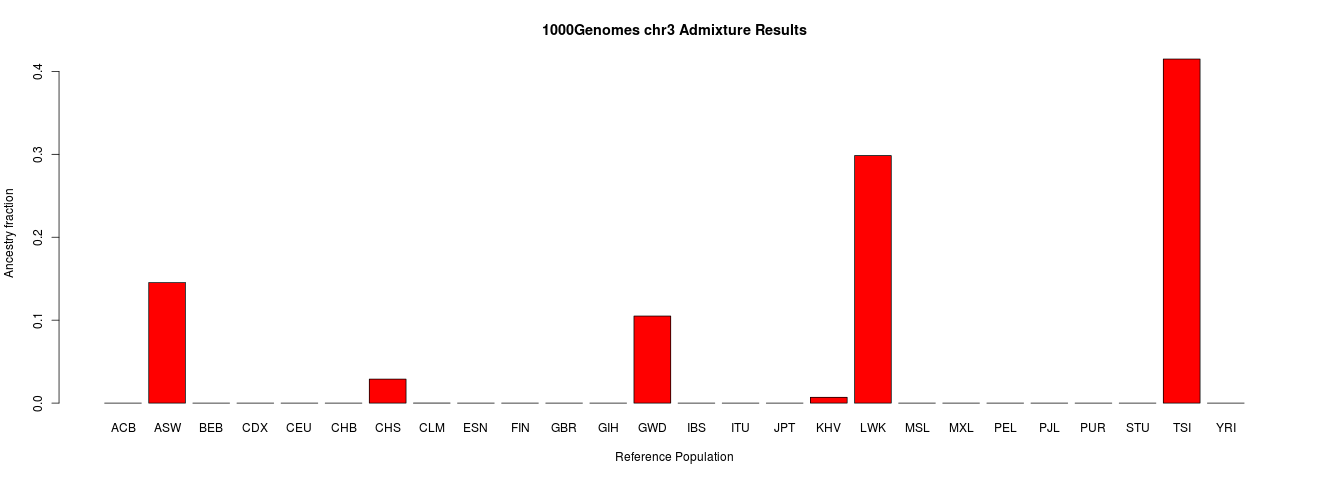 1000Genomes chr3 Admixture Results
Ancestry fraction
0.4
0.3
0.2
0.1
0.0
ACB ASW BEB CDX CEU CHB CHS CLM ESN FIN GBR GIH GWD IBS ITU JPT KHV LWK MSL MXL PEL PJL PUR STU TSI YRI
Reference Population